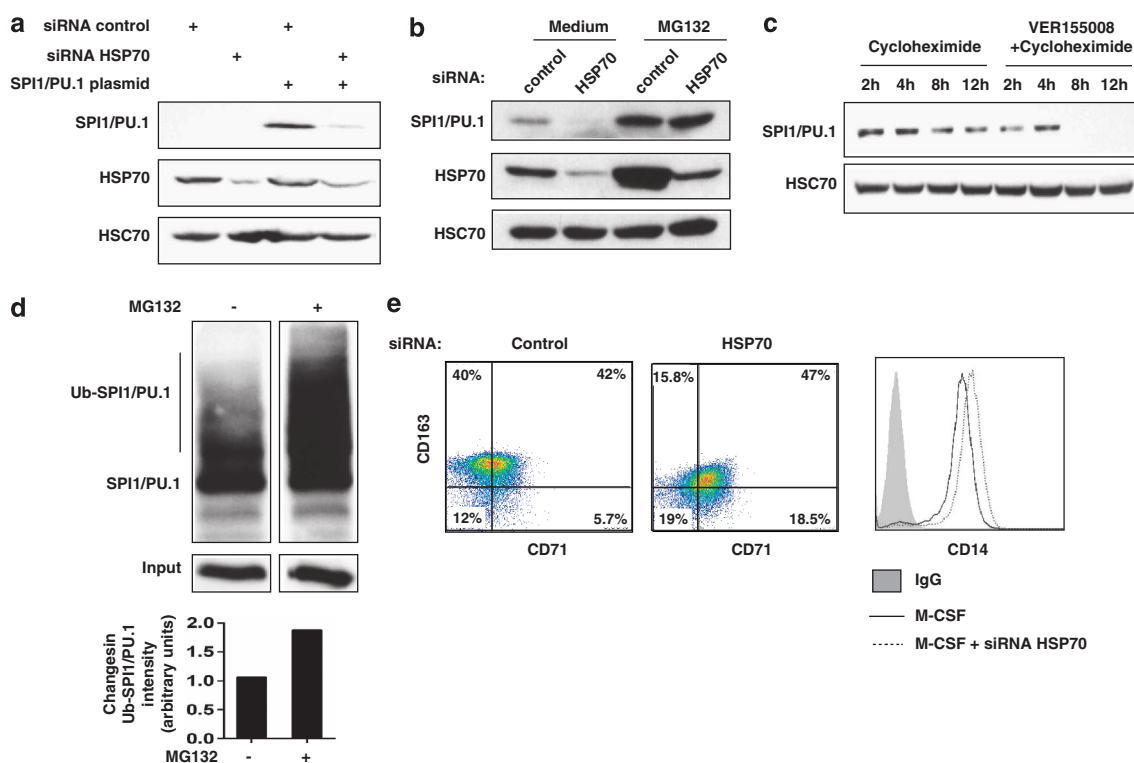 a
siRNA control + +
siRNA HSP70 + +
SPI1/PU.1 plasmid + +
SPI1/PU.1
HSP70
HSC70
b
Medium MG132
siRNA: control HSP70 control HSP70
SPI1/PU.1
HSP70
HSC70
c
VER155008
Cycloheximide +Cycloheximide
2h 4h 8h 12h 2h 4h 8h 12h
SPI1/PU.1
HSC70
d
MG132 - +
Ub-SPI1/PU.1
SPI1/PU.1
Input
Changesin
Ub-SPI1/PU.1
intensity
(arbitrary units)
2.0
1.5
1.0
0.5
0.0
MG132 - +
e
siRNA: Control HSP70
CD163
40% 42%
12% 5.7%
CD71
15.8% 47%
19% 18.5%
CD71
CD14
IgG
M-CSF
M-CSF + siRNA HSP70